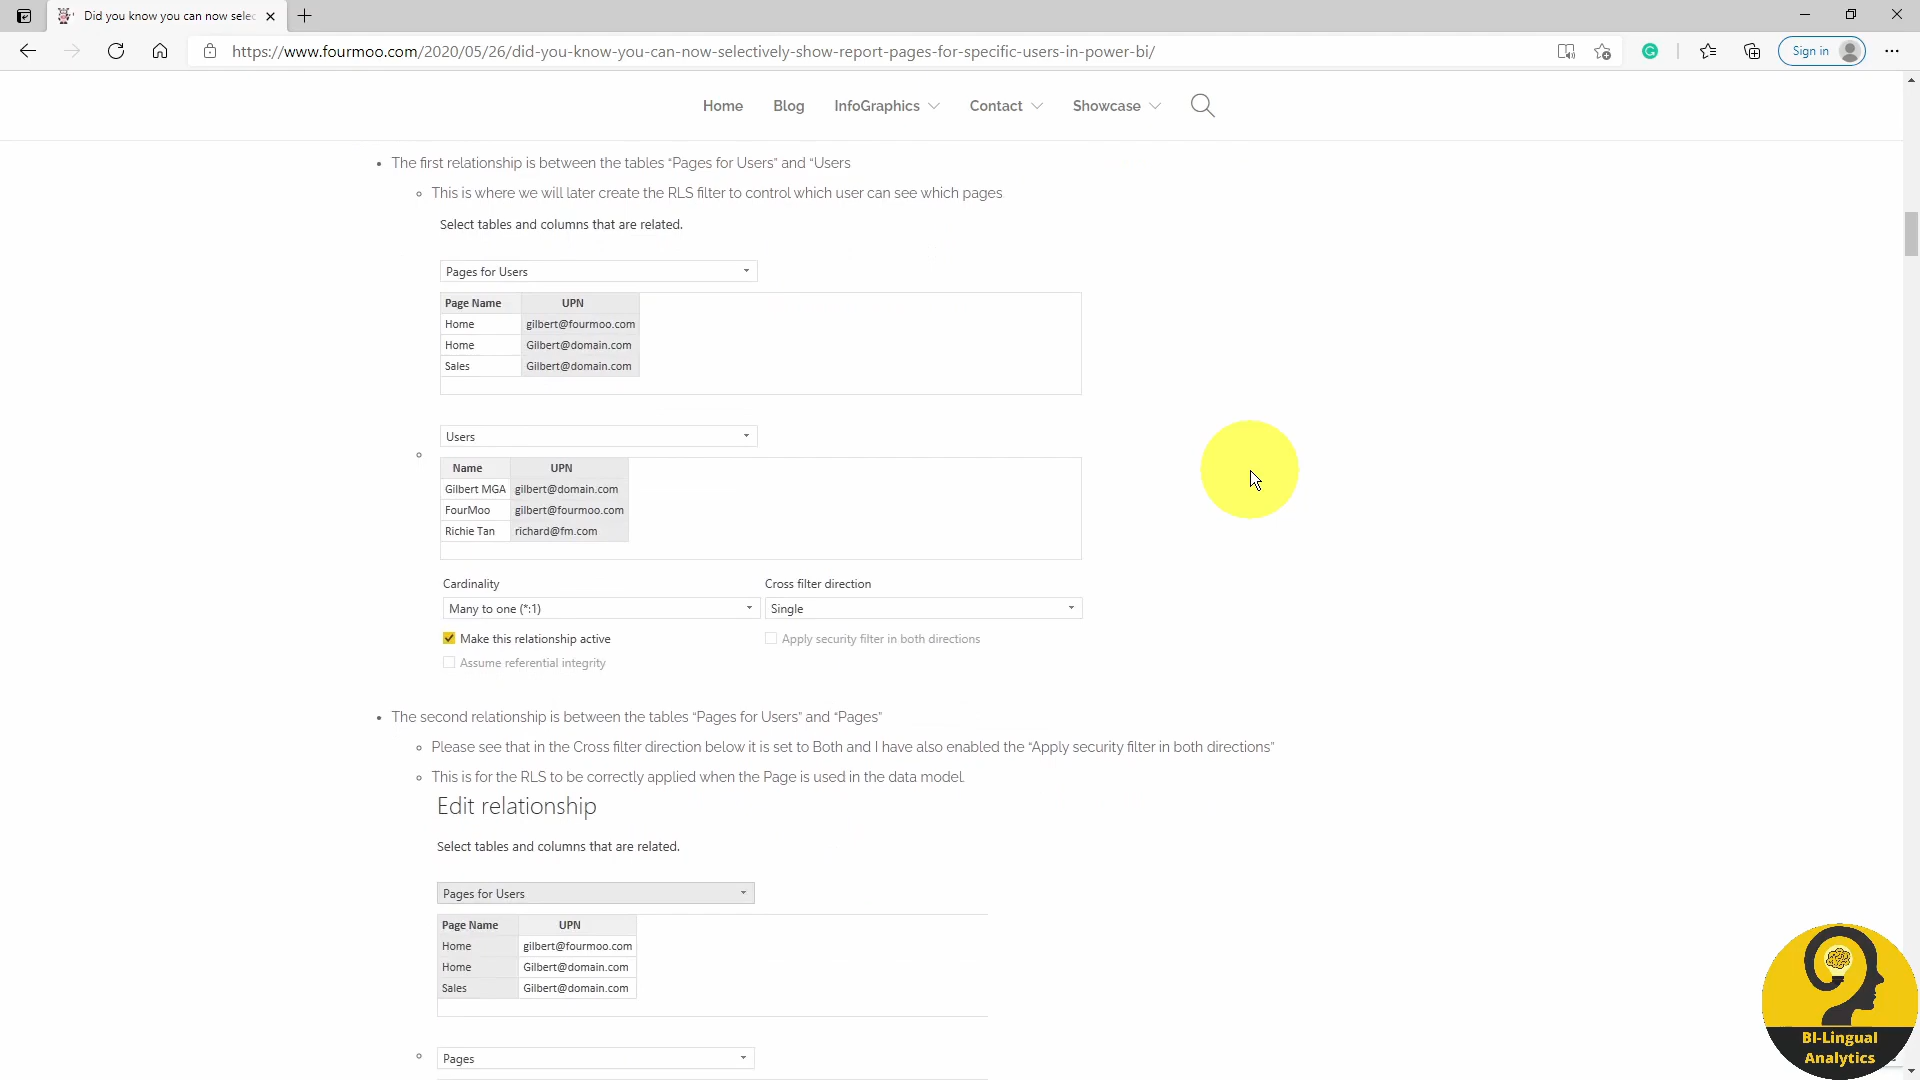 Did you know you can now selec
https://www.fourmoo.com/2020/05/26/did-you-know-you-can-now-selectively-show-report-pages-for-specific-users-in-power-bi/
Sign in
Home Blog InfoGraphics Contact Showcase
The first relationship is between the tables “Pages for Users” and “Users
This is where we will later create the RLS filter to control which user can see which pages
Select tables and columns that are related.
Pages for Users
Page Name UPN
Home gilbert@fourmoo.com
Home Gilbert@domain.com
Sales Gilbert@domain.com
Users
Name UPN
Gilbert MGA gilbert@domain.com
FourMoo gilbert@fourmoo.com
Richie Tan richard@fm.com
Cardinality Cross filter direction
Many to one (*:1) Single
Make this relationship active Apply security filter in both directions
Assume referential integrity
The second relationship is between the tables “Pages for Users” and “Pages”
Please see that in the Cross filter direction below it is set to Both and I have also enabled the “Apply security filter in both directions”
This is for the RLS to be correctly applied when the Page is used in the data model.
Edit relationship
Select tables and columns that are related.
Pages for Users
Page Name UPN
Home gilbert@fourmoo.com
Home Gilbert@domain.com
Sales Gilbert@domain.com
Pages
BI-Lingual
Analytics